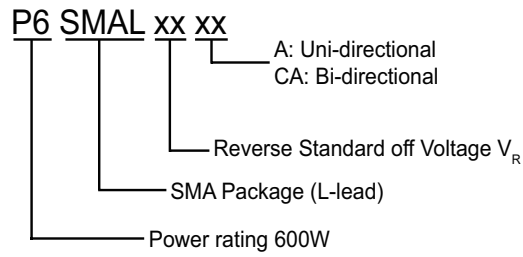 P6 SMAL xx xx
A: Uni-directional
CA: Bi-directional
Reverse Standard off Voltage VR
SMA Package (L-lead)
Power rating 600W